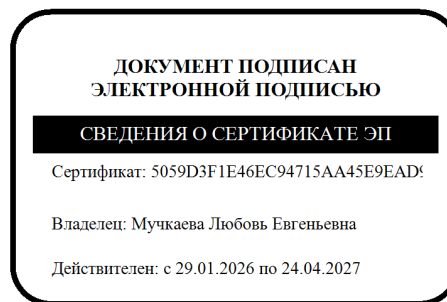 ДОКУМЕНТ ПОДПИСАН
ЭЛЕКТРОННОЙ ПОДПИСЬЮ
СВЕДЕНИЯ О СЕРТИФИКАТЕ ЭП
Сертификат: 5059D3F1E46EC94715AA45E9EAD9
Владелец: Мучкаева Любовь Евгеньевна
Действителен: с 29.01.2026 по 24.04.2027